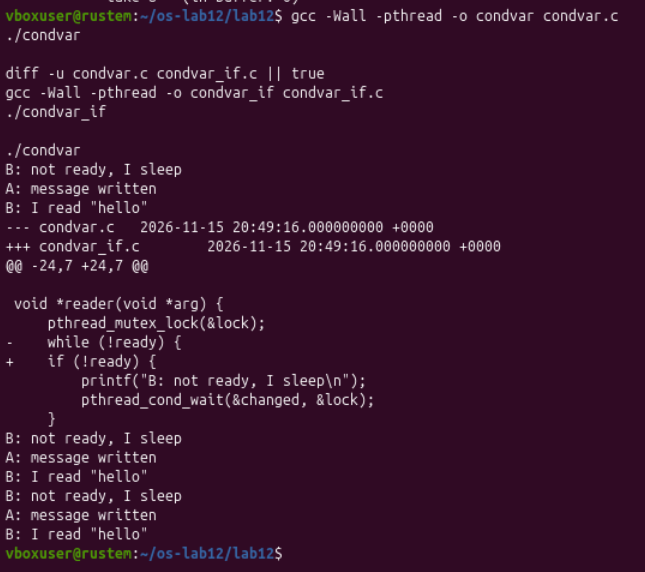 vboxuser@rustem:~/os-lab12/lab12$ gcc -Wall -pthread -o condvar condvar.c
./condvar
diff -u condvar.c condvar_if.c || true
gcc -Wall -pthread -o condvar_if condvar_if.c
./condvar_if
./condvar
B: not ready, I sleep
A: message written
B: I read "hello"
--- condvar.c   2026-11-15 20:49:16.000000000 +0000
+++ condvar_if.c        2026-11-15 20:49:16.000000000 +0000
@@ -24,7 +24,7 @@
 void *reader(void *arg) {
     pthread_mutex_lock(&lock);
-    while (!ready) {
+    if (!ready) {
         printf("B: not ready, I sleep\n");
         pthread_cond_wait(&changed, &lock);
     }
B: not ready, I sleep
A: message written
B: I read "hello"
B: not ready, I sleep
A: message written
B: I read "hello"
vboxuser@rustem:~/os-lab12/lab12$